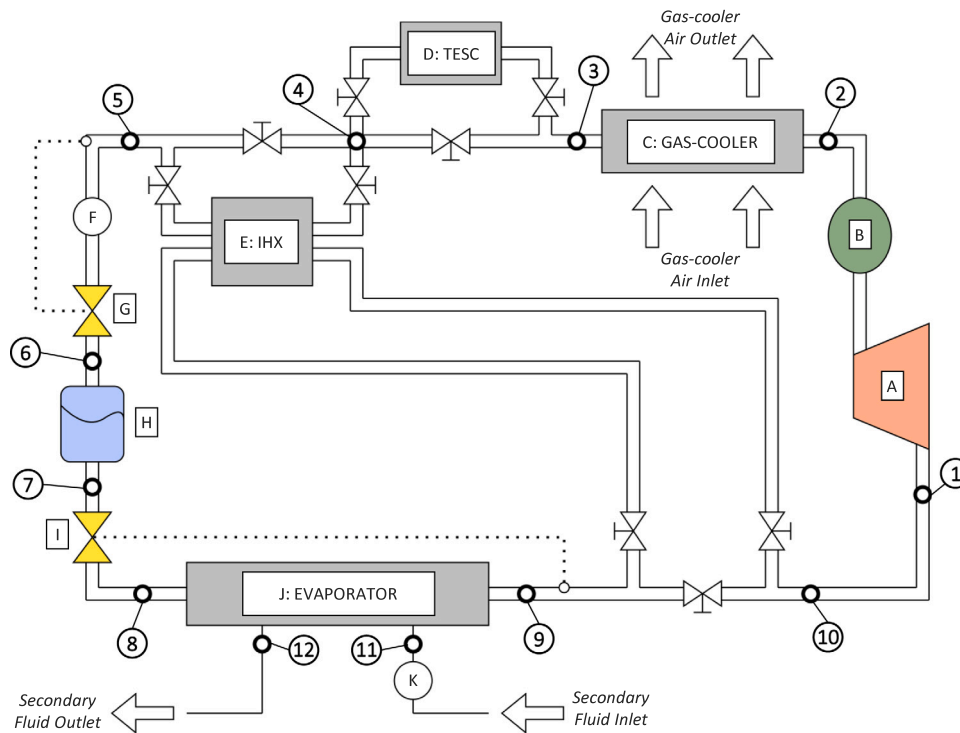 Gas-cooler
Air Outlet
D: TESC
3
2
4
5
C: GAS-COOLER
F
B
E: IHX
Gas-cooler
Air Inlet
G
6
A
H
7
1
I
J: EVAPORATOR
8
12
11
9
10
K
Secondary
Fluid Outlet
Secondary
Fluid Inlet